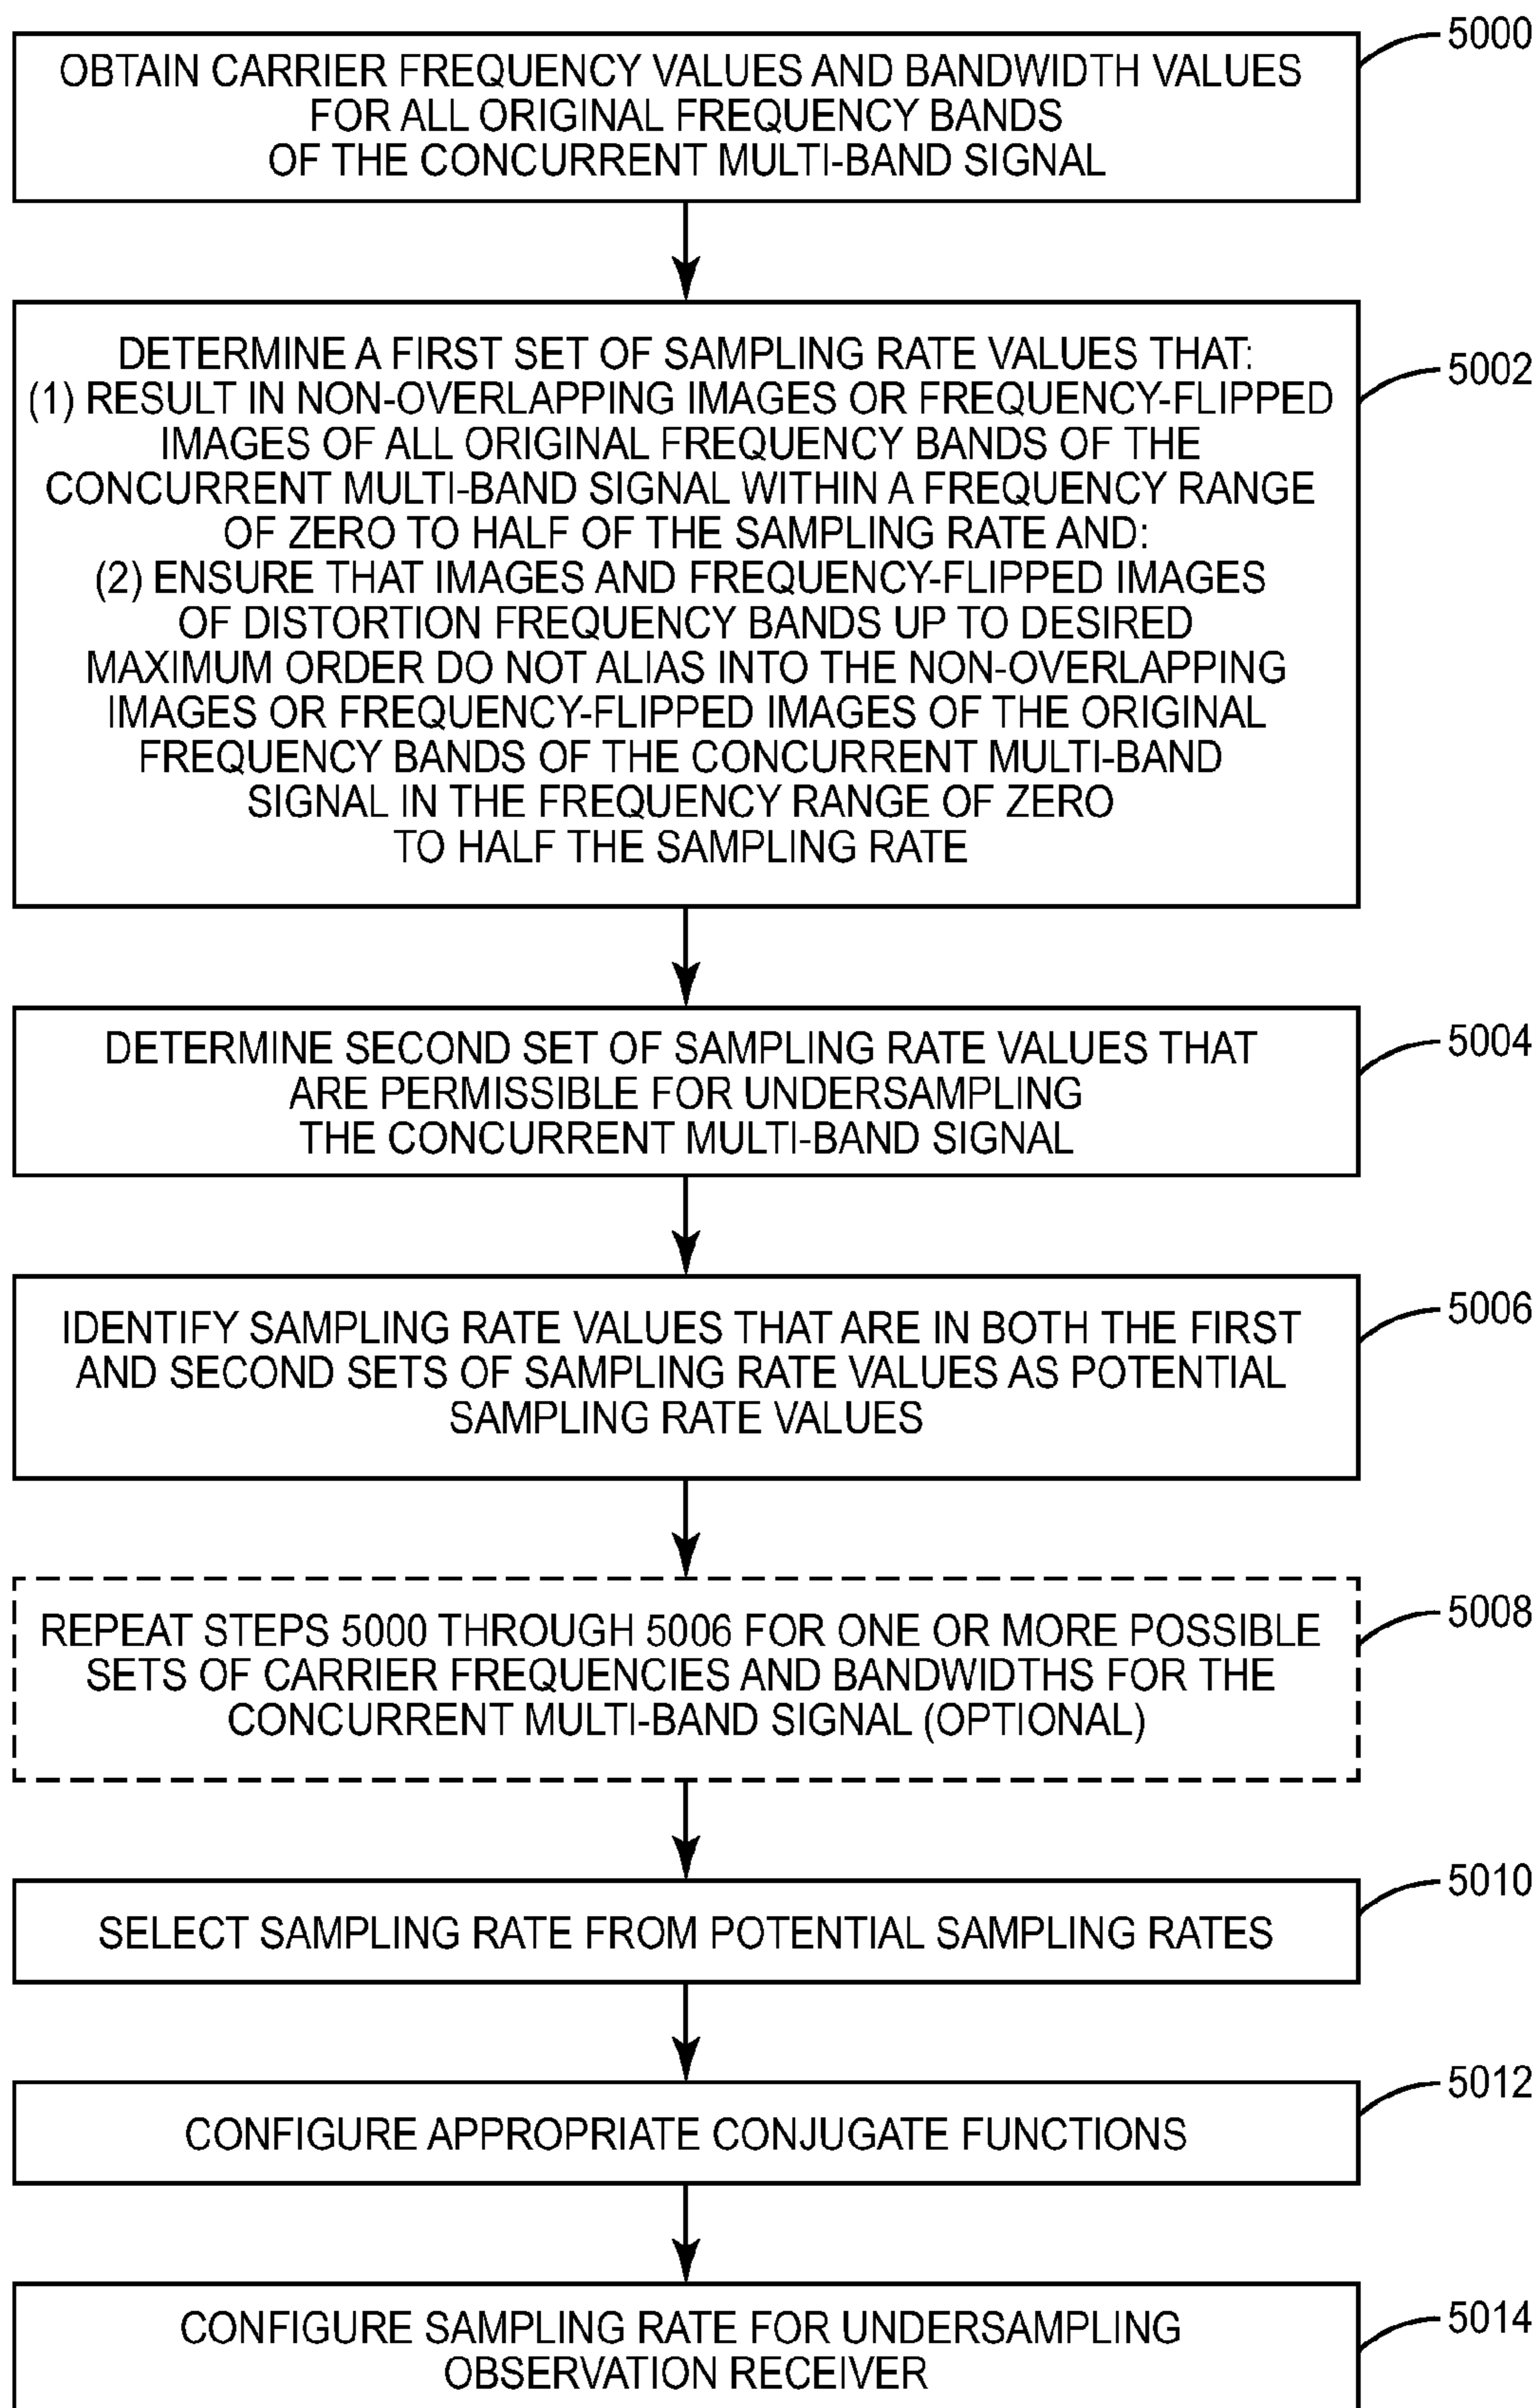 5000
OBTAIN CARRIER FREQUENCY VALUES AND BANDWIDTH VALUES
FOR ALL ORIGINAL FREQUENCY BANDS
OF THE CONCURRENT MULTI-BAND SIGNAL
5002
DETERMINE A FIRST SET OF SAMPLING RATE VALUES THAT:
(1) RESULT IN NON-OVERLAPPING IMAGES OR FREQUENCY-FLIPPED
IMAGES OF ALL ORIGINAL FREQUENCY BANDS OF THE
CONCURRENT MULTI-BAND SIGNAL WITHIN A FREQUENCY RANGE
OF ZERO TO HALF OF THE SAMPLING RATE AND:
(2) ENSURE THAT IMAGES AND FREQUENCY-FLIPPED IMAGES
OF DISTORTION FREQUENCY BANDS UP TO DESIRED
MAXIMUM ORDER DO NOT ALIAS INTO THE NON-OVERLAPPING
IMAGES OR FREQUENCY-FLIPPED IMAGES OF THE ORIGINAL
FREQUENCY BANDS OF THE CONCURRENT MULTI-BAND
SIGNAL IN THE FREQUENCY RANGE OF ZERO
TO HALF THE SAMPLING RATE
5004
DETERMINE SECOND SET OF SAMPLING RATE VALUES THAT
ARE PERMISSIBLE FOR UNDERSAMPLING
THE CONCURRENT MULTI-BAND SIGNAL
5006
IDENTIFY SAMPLING RATE VALUES THAT ARE IN BOTH THE FIRST
AND SECOND SETS OF SAMPLING RATE VALUES AS POTENTIAL
SAMPLING RATE VALUES
5008
REPEAT STEPS 5000 THROUGH 5006 FOR ONE OR MORE POSSIBLE
SETS OF CARRIER FREQUENCIES AND BANDWIDTHS FOR THE
CONCURRENT MULTI-BAND SIGNAL (OPTIONAL)
5010
SELECT SAMPLING RATE FROM POTENTIAL SAMPLING RATES
5012
CONFIGURE APPROPRIATE CONJUGATE FUNCTIONS
5014
CONFIGURE SAMPLING RATE FOR UNDERSAMPLING
OBSERVATION RECEIVER